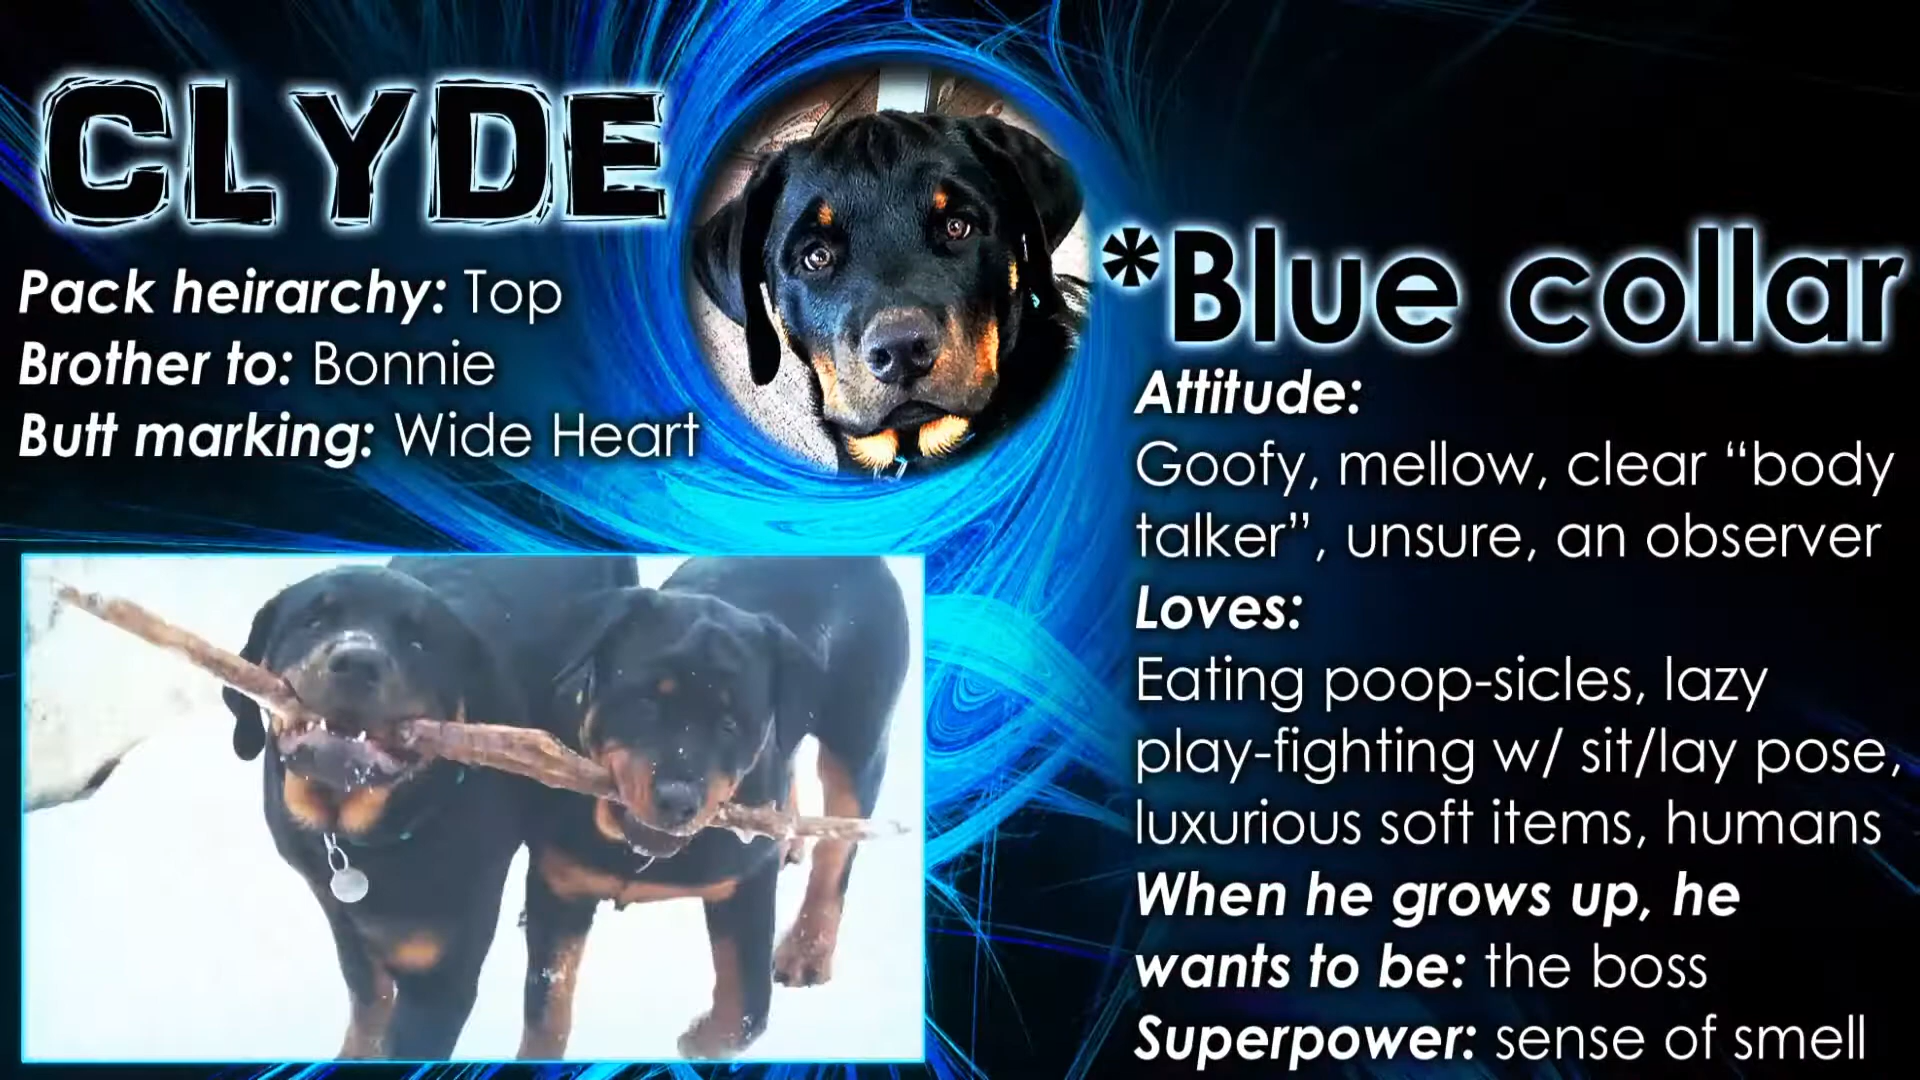 CLYDE
Pack heirarchy: Top
Brother to: Bonnie
Butt marking: Wide Heart
*Blue collar
Attitude:
Goofy, mellow, clear “body
talker”, unsure, an observer
Loves:
Eating poop-sicles, lazy
play-fighting w/ sit/lay pose,
luxurious soft items, humans
When he grows up, he
wants to be: the boss
Superpower: sense of smell